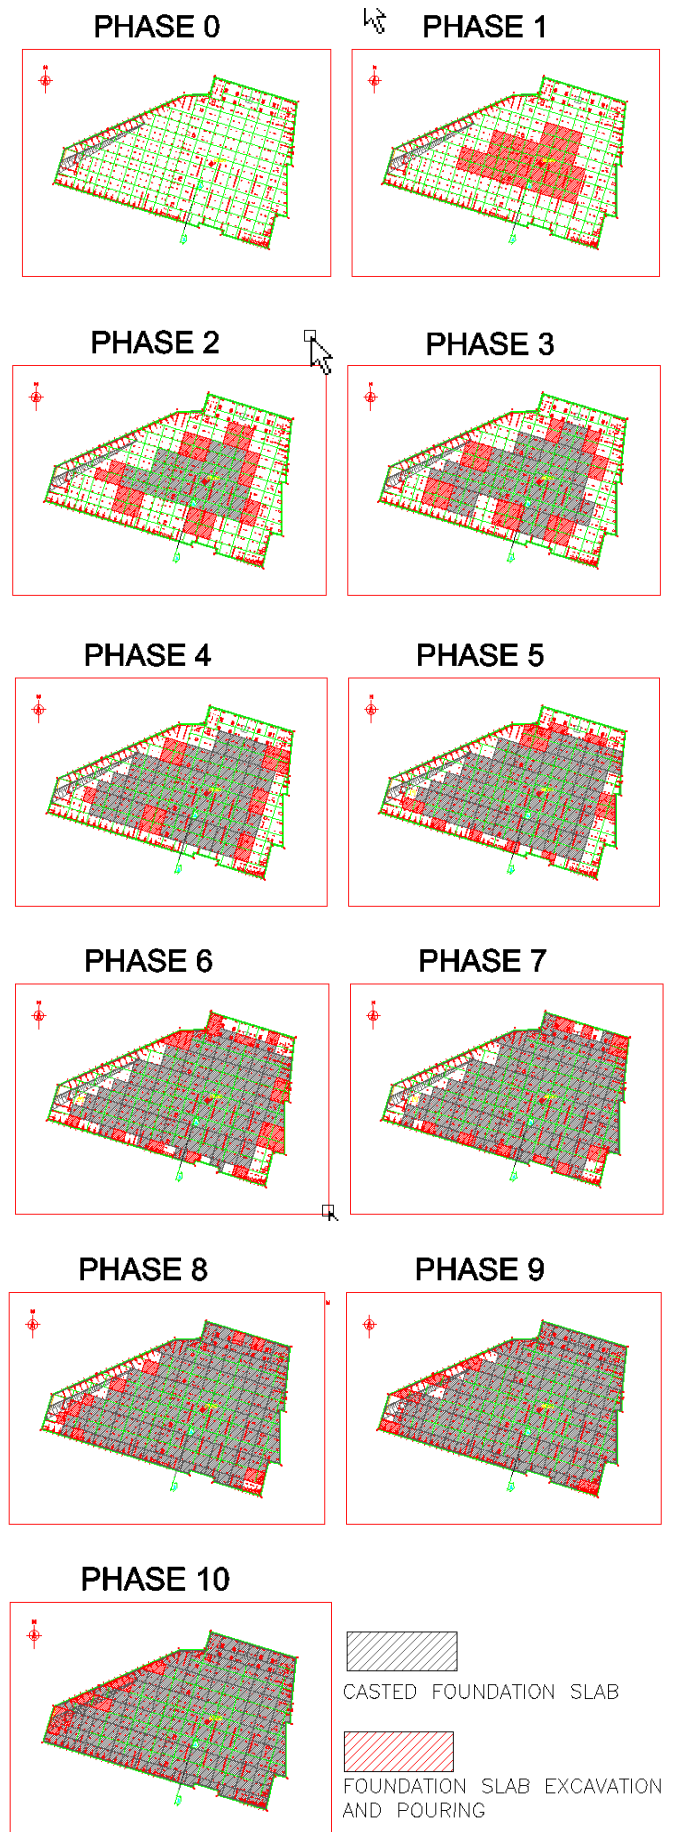 PHASE 0
PHASE 1
PHASE 2
PHASE 3
PHASE 4
PHASE 5
PHASE 6
PHASE 7
PHASE 8
PHASE 9
PHASE 10
CASTED FOUNDATION SLAB
FOUNDATION SLAB EXCAVATION
AND POURING